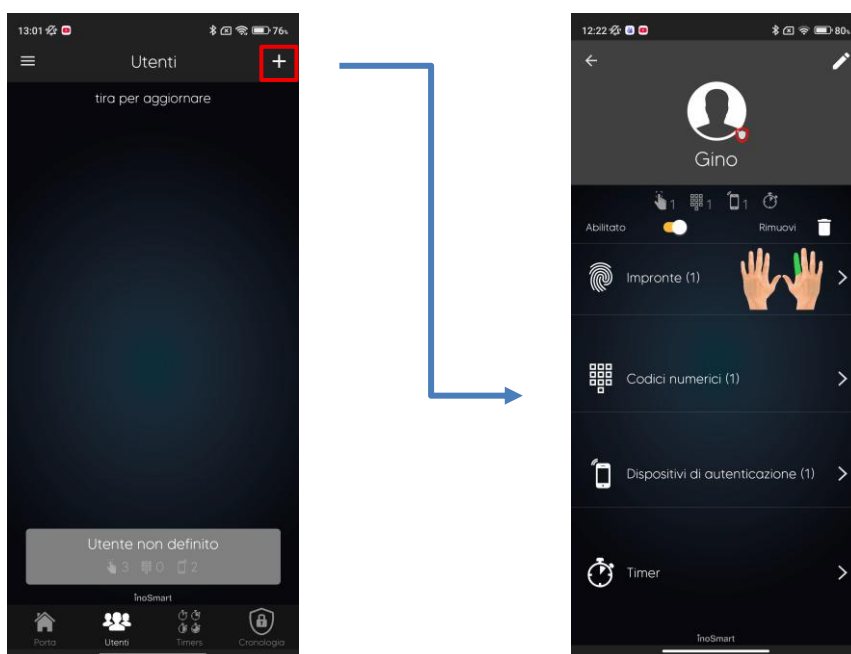 13:01 76%
Utenti +
tira per aggiornare
Utente non definito
3 0 2
inoSmart
Porta Utenti Timers Cronologia
12:22 80%
Gino
1 1 1
Abilitato Rimuovi
Impronte (1)
Codici numerici (1)
Dispositivi di autenticazione (1)
Timer
inoSmart